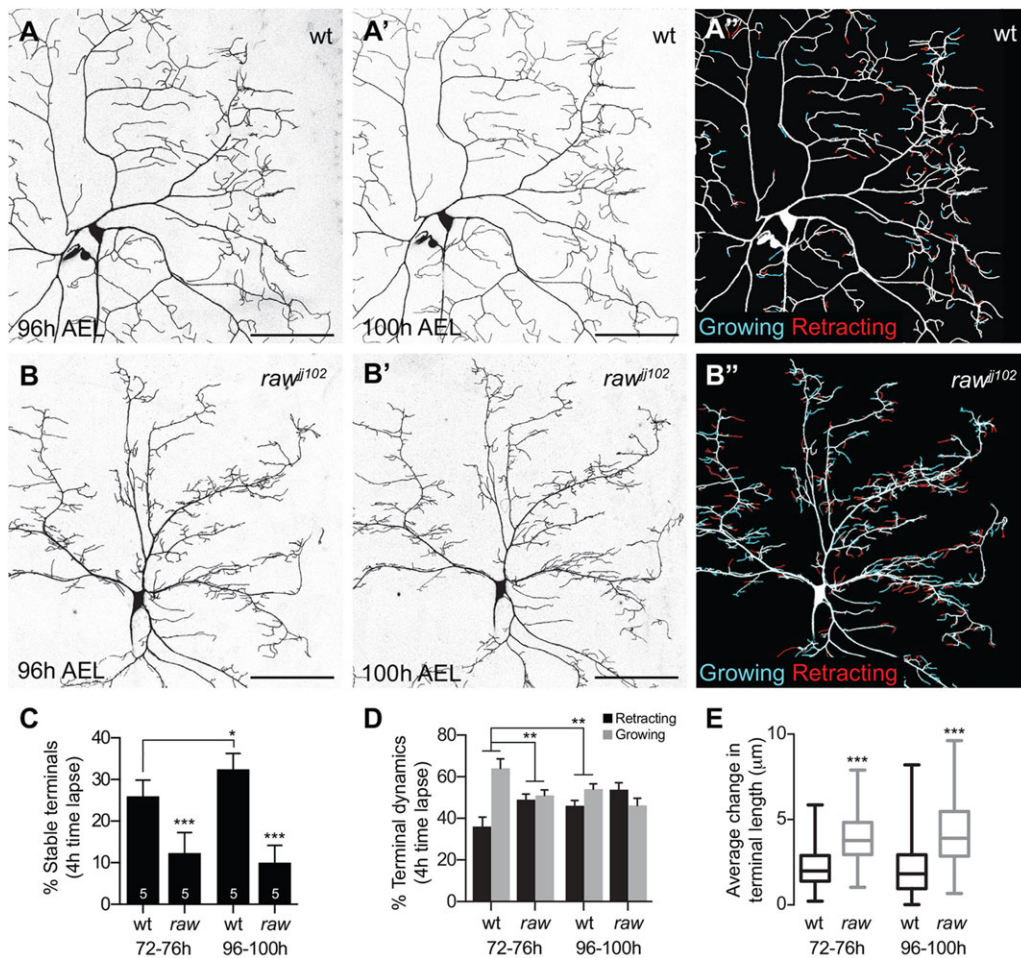 A
wt
96h AEL
A'
wt
100h AEL
A"
wt
Growing Retracting
B
raw^jj102
96h AEL
B'
raw^jj102
100h AEL
B"
raw^jj102
Growing Retracting
C
% Stable terminals
(4h time lapse)
40
30
20
10
0
*
***
***
5
5
5
5
wt
raw
wt
raw
72-76h
96-100h
D
% Terminal dynamics
(4h time lapse)
Retracting
Growing
80
60
40
20
0
**
**
wt
raw
wt
raw
72-76h
96-100h
E
Average change in
terminal length (μm)
10
5
0
***
***
wt
raw
wt
raw
72-76h
96-100h